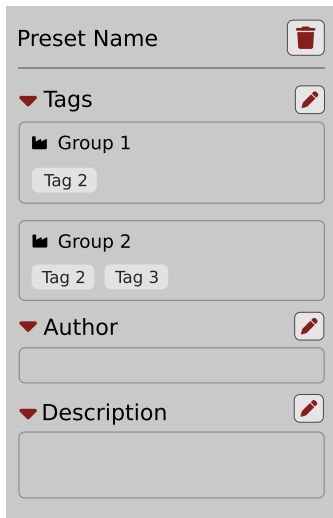 Preset Name
Tags
Group 1
Tag 2
Group 2
Tag 2 Tag 3
Author
Description